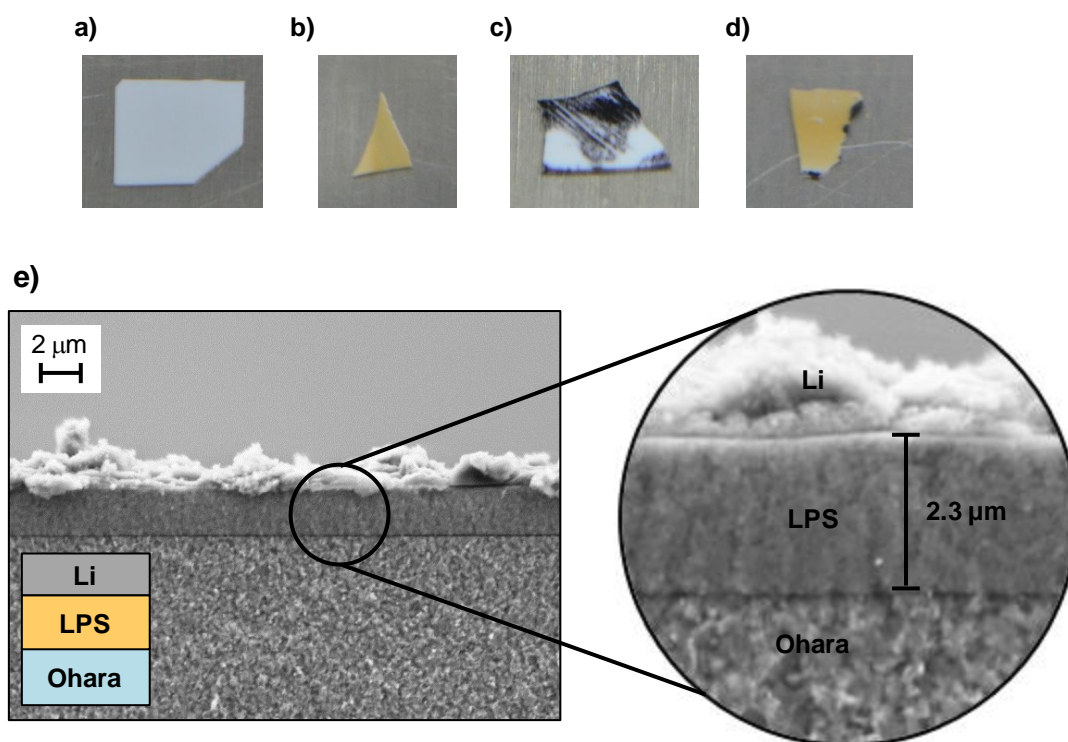 a)
b)
c)
d)
e)
2 μm
Li
LPS
2.3 μm
Ohara
Li
LPS
Ohara